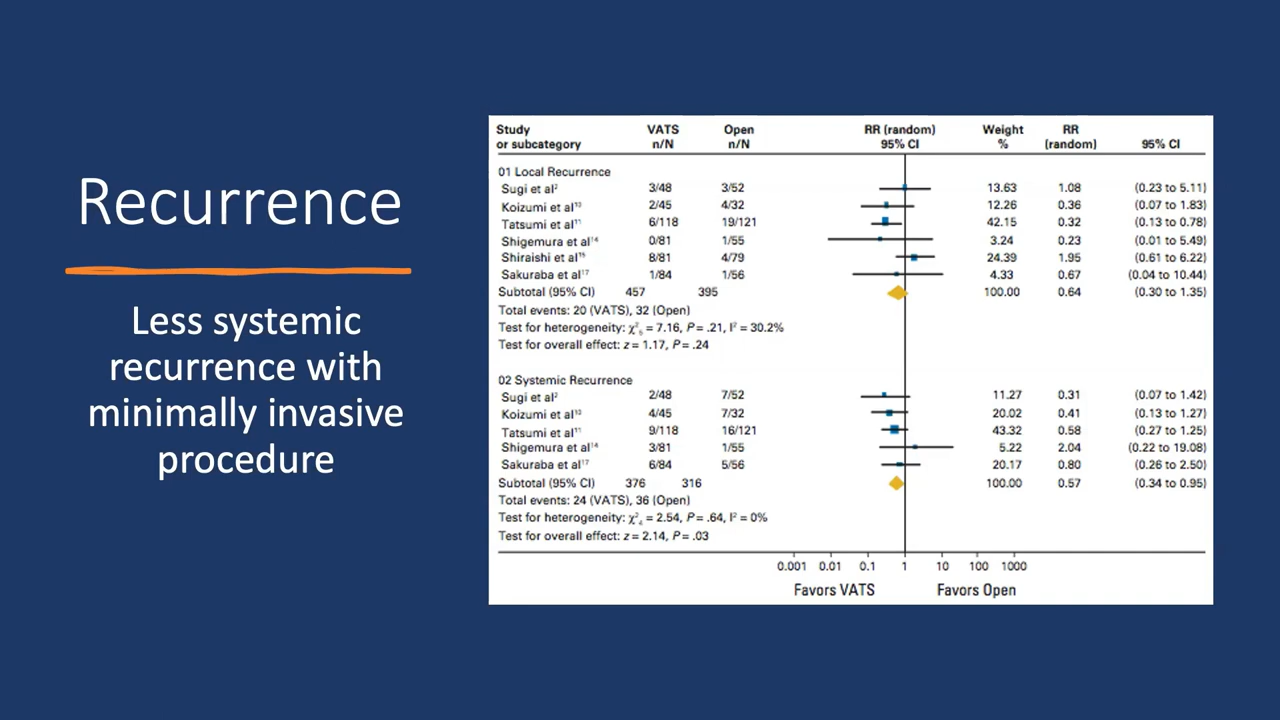 Recurrence
Less systemic
recurrence with
minimally invasive
procedure
Study VATS Open RR (random) Weight RR
or subcategory n/N n/N 95% CI % (random) 95% CI
01 Local Recurrence
Sugi et al² 3/48 3/52 13.63 1.08 (0.23 to 5.11)
Koizumi et al¹⁰ 2/45 4/32 12.26 0.36 (0.07 to 1.83)
Tatsumi et al¹¹ 6/118 19/121 42.15 0.32 (0.13 to 0.78)
Shigemura et al¹⁴ 0/81 1/55 3.24 0.23 (0.01 to 5.49)
Shiraishi et al¹⁵ 8/81 4/79 24.39 1.95 (0.61 to 6.22)
Sakuraba et al¹⁷ 1/84 1/56 4.33 0.67 (0.04 to 10.44)
Subtotal (95% CI) 457 395 100.00 0.64 (0.30 to 1.35)
Total events: 20 (VATS), 32 (Open)
Test for heterogeneity: χ²₅ = 7.16, P = .21, I² = 30.2%
Test for overall effect: z = 1.17, P = .24
02 Systemic Recurrence
Sugi et al² 2/48 7/52 11.27 0.31 (0.07 to 1.42)
Koizumi et al¹⁰ 4/45 7/32 20.02 0.41 (0.13 to 1.27)
Tatsumi et al¹¹ 9/118 16/121 43.32 0.58 (0.27 to 1.25)
Shigemura et al¹⁴ 3/81 1/55 5.22 2.04 (0.22 to 19.08)
Sakuraba et al¹⁷ 6/84 5/56 20.17 0.80 (0.26 to 2.50)
Subtotal (95% CI) 376 316 100.00 0.57 (0.34 to 0.95)
Total events: 24 (VATS), 36 (Open)
Test for heterogeneity: χ²₄ = 2.54, P = .64, I² = 0%
Test for overall effect: z = 2.14, P = .03
0.001 0.01 0.1 1 10 100 1000
Favors VATS Favors Open